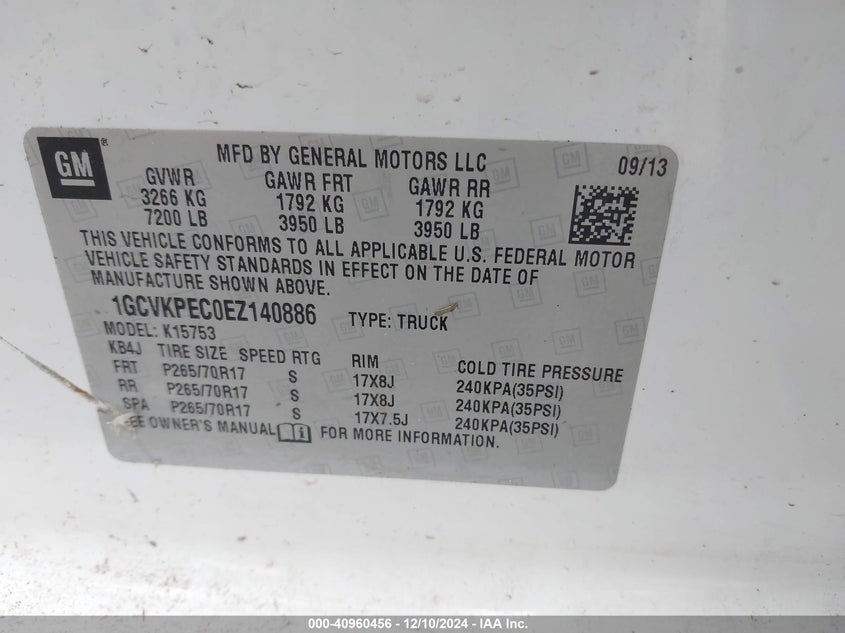 GM ®
MFD BY GENERAL MOTORS LLC 09/13
GVWR GAWR FRT GAWR RR
3266 KG 1792 KG 1792 KG
7200 LB 3950 LB 3950 LB
THIS VEHICLE CONFORMS TO ALL APPLICABLE U.S. FEDERAL MOTOR
VEHICLE SAFETY STANDARDS IN EFFECT ON THE DATE OF
MANUFACTURE SHOWN ABOVE.
1GCVKPEC0EZ140886 TYPE: TRUCK
MODEL: K15753
KB4J TIRE SIZE SPEED RTG RIM COLD TIRE PRESSURE
FRT P265/70R17 S 17X8J 240KPA(35PSI)
RR P265/70R17 S 17X8J 240KPA(35PSI)
SPA P265/70R17 S 17X7.5J 240KPA(35PSI)
EE OWNER'S MANUAL FOR MORE INFORMATION.
000-40960456 - 12/10/2024 - IAA Inc.